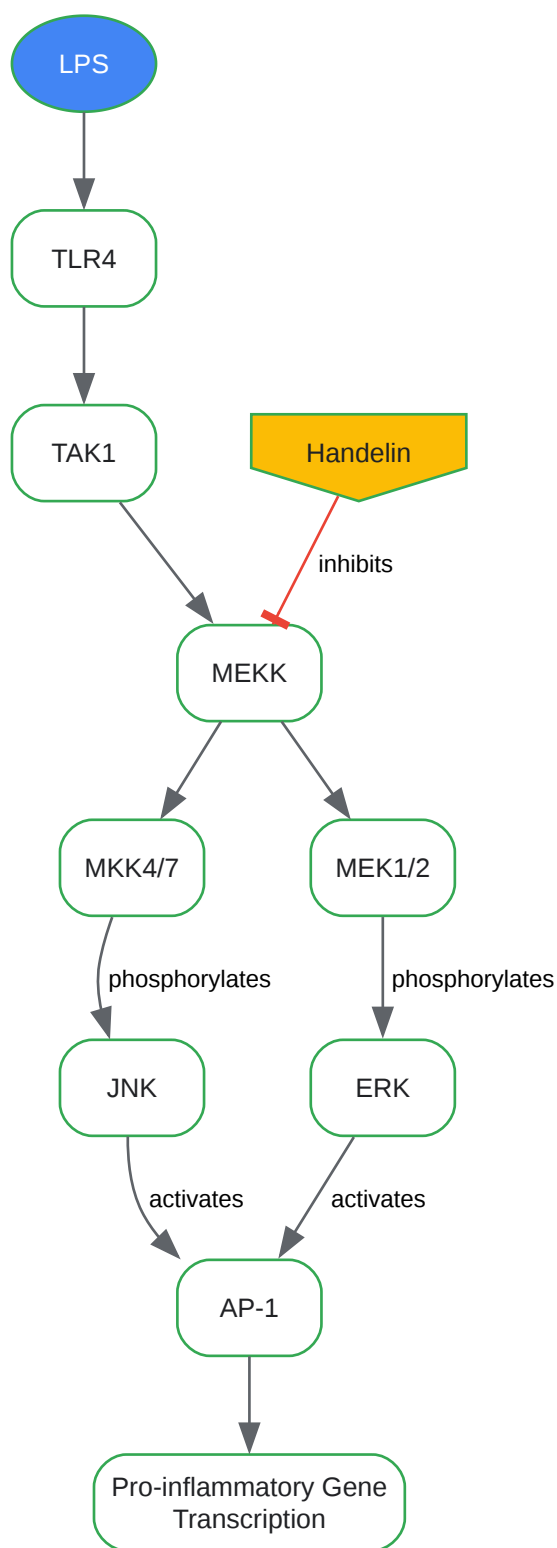 LPS
TLR4
TAK1
Handelin
inhibits
MEKK
MKK4/7
MEK1/2
phosphorylates
phosphorylates
JNK
ERK
activates
activates
AP-1
Pro-inflammatory Gene
Transcription